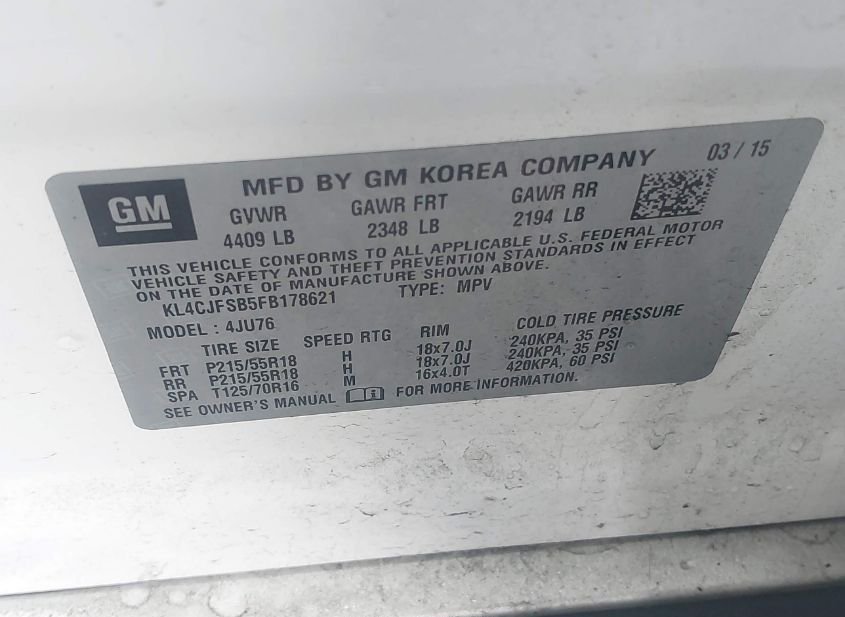 GM
MFD BY GM KOREA COMPANY 03 / 15
GVWR GAWR FRT GAWR RR
4409 LB 2348 LB 2194 LB
THIS VEHICLE CONFORMS TO ALL APPLICABLE U.S. FEDERAL MOTOR
VEHICLE SAFETY AND THEFT PREVENTION STANDARDS IN EFFECT
ON THE DATE OF MANUFACTURE SHOWN ABOVE.
KL4CJFSB5FB178621 TYPE: MPV
MODEL : 4JU76
TIRE SIZE SPEED RTG RIM COLD TIRE PRESSURE
FRT P215/55R18 H 18x7.0J 240KPA, 35 PSI
RR P215/55R18 H 18x7.0J 240KPA, 35 PSI
SPA T125/70R16 M 16x4.0T 420KPA, 60 PSI
SEE OWNER'S MANUAL FOR MORE INFORMATION.